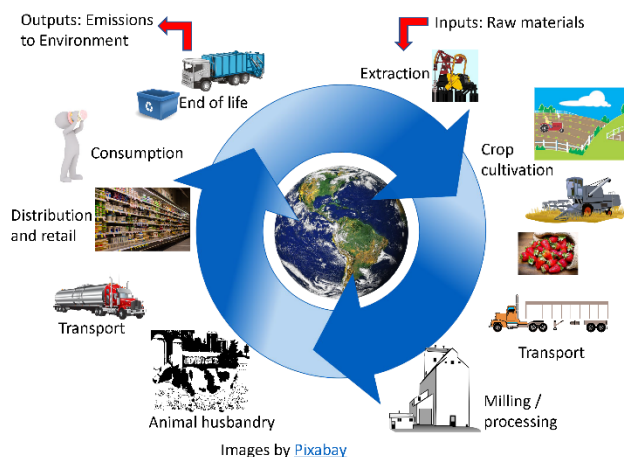 Outputs: Emissions
to Environment
Inputs: Raw materials
Extraction
End of life
Consumption
Crop
cultivation
Distribution
and retail
Transport
Transport
Animal husbandry
Milling /
processing
Images by Pixabay